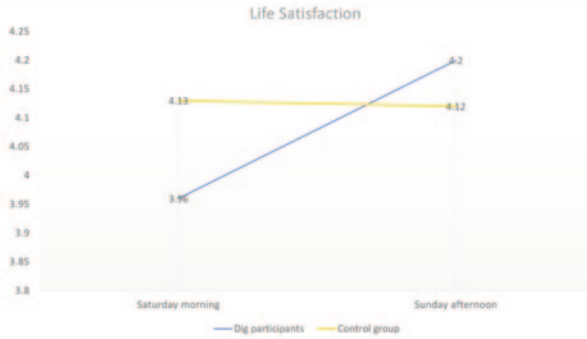 Life Satisfaction
4.25
4.2
4.15
4.1
4.05
4
3.95
3.9
3.85
3.8
4.13
3.96
4.2
4.12
Saturday morning
Sunday afternoon
Dig participants
Control group